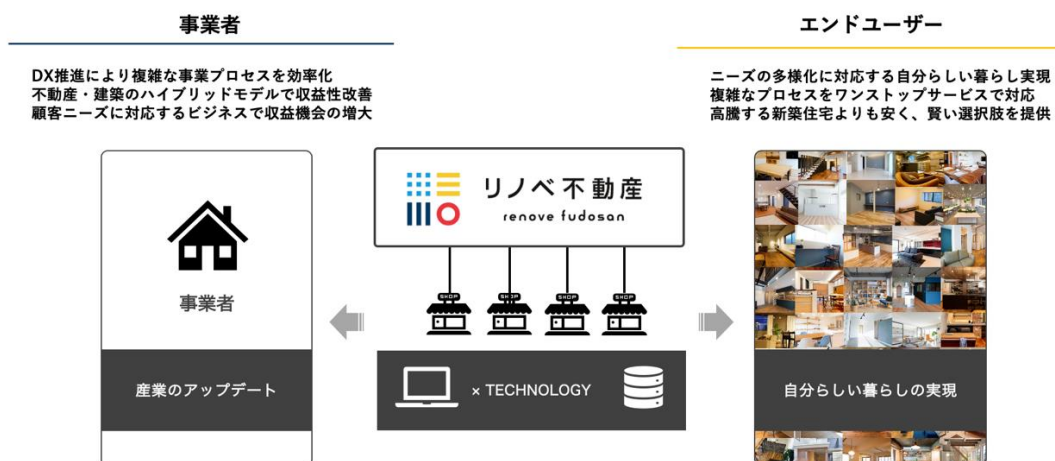 事業者
DX推進により複雑な事業プロセスを効率化
不動産・建築のハイブリッドモデルで収益性改善
顧客ニーズに対応するビジネスで収益機会の増大
事業者
産業のアップデート
リノベ不動産
renove fudosan
SHOP SHOP SHOP SHOP
× TECHNOLOGY
エンドユーザー
ニーズの多様化に対応する自分らしい暮らし実現
複雑なプロセスをワンストップサービスで対応
高騰する新築住宅よりも安く、賢い選択肢を提供
自分らしい暮らしの実現